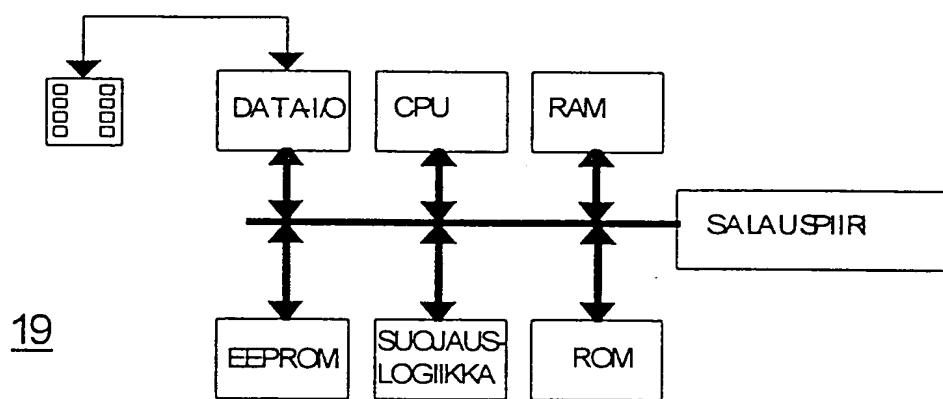 DATA-I/O
CPU
RAM
SALAUSPIIRI
19
EEPROM
SUOJAUS-
LOGIIKKA
ROM